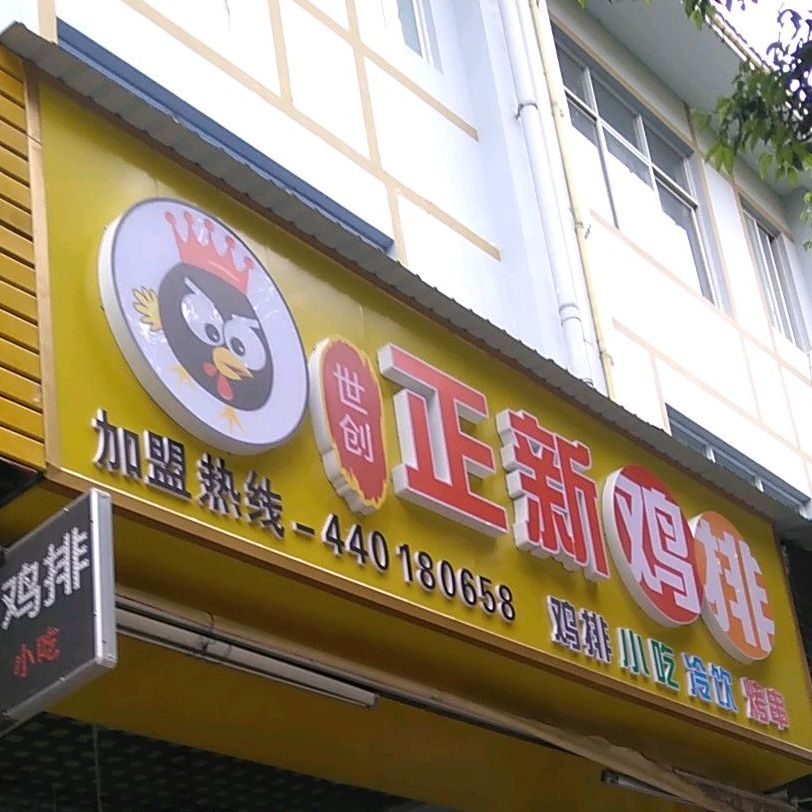 世创
正新鸡排
加盟热线-440180658
鸡排 小吃 冷饮 烤串
鸡排
小吃